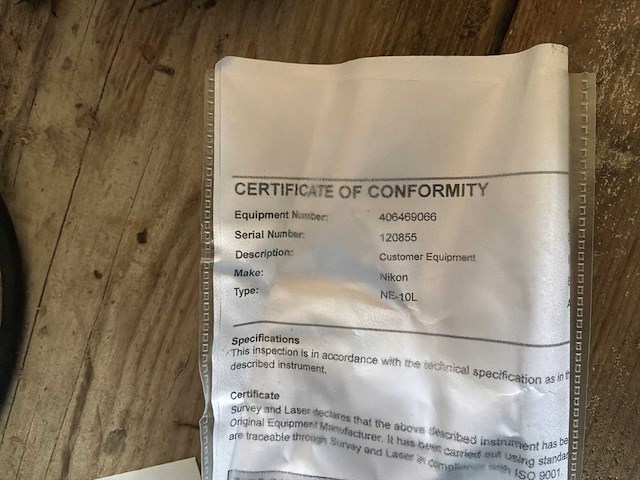 CERTIFICATE OF CONFORMITY
Equipment Number: 406469066
Serial Number: 120855
Description: Customer Equipment
Make: Nikon
Type: NE-10L
Specifications
This inspection is in accordance with the technical specification as in
described instrument.
Certificate
Survey and Laser declares that the above described instrument has be
Original Equipment Manufacturer. It has been carried out using standa
are traceable through Survey and Laser in compliance with ISO 9001.